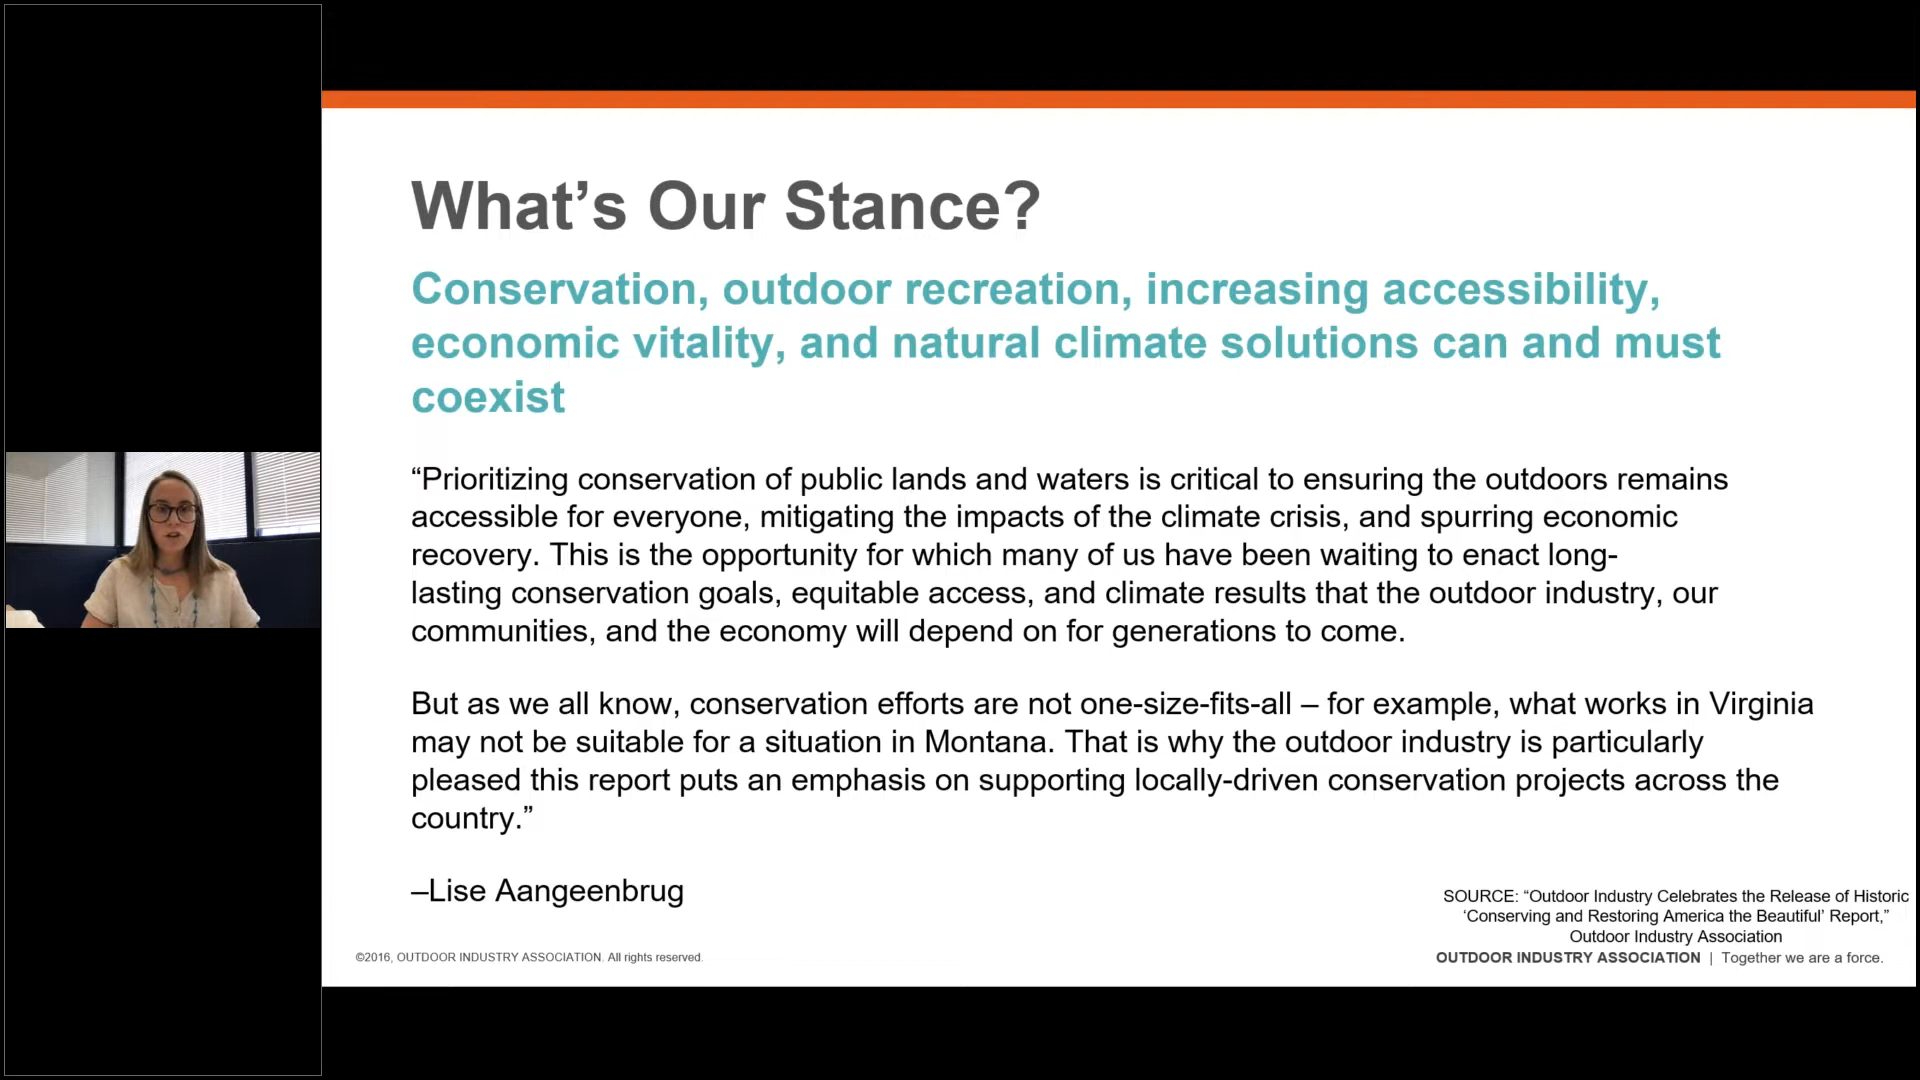 What’s Our Stance?
Conservation, outdoor recreation, increasing accessibility,
economic vitality, and natural climate solutions can and must
coexist
“Prioritizing conservation of public lands and waters is critical to ensuring the outdoors remains
accessible for everyone, mitigating the impacts of the climate crisis, and spurring economic
recovery. This is the opportunity for which many of us have been waiting to enact long-
lasting conservation goals, equitable access, and climate results that the outdoor industry, our
communities, and the economy will depend on for generations to come.
But as we all know, conservation efforts are not one-size-fits-all – for example, what works in Virginia
may not be suitable for a situation in Montana. That is why the outdoor industry is particularly
pleased this report puts an emphasis on supporting locally-driven conservation projects across the
country.”
–Lise Aangeenbrug
SOURCE: “Outdoor Industry Celebrates the Release of Historic
‘Conserving and Restoring America the Beautiful’ Report,”
Outdoor Industry Association
©2016, OUTDOOR INDUSTRY ASSOCIATION. All rights reserved.
OUTDOOR INDUSTRY ASSOCIATION | Together we are a force.